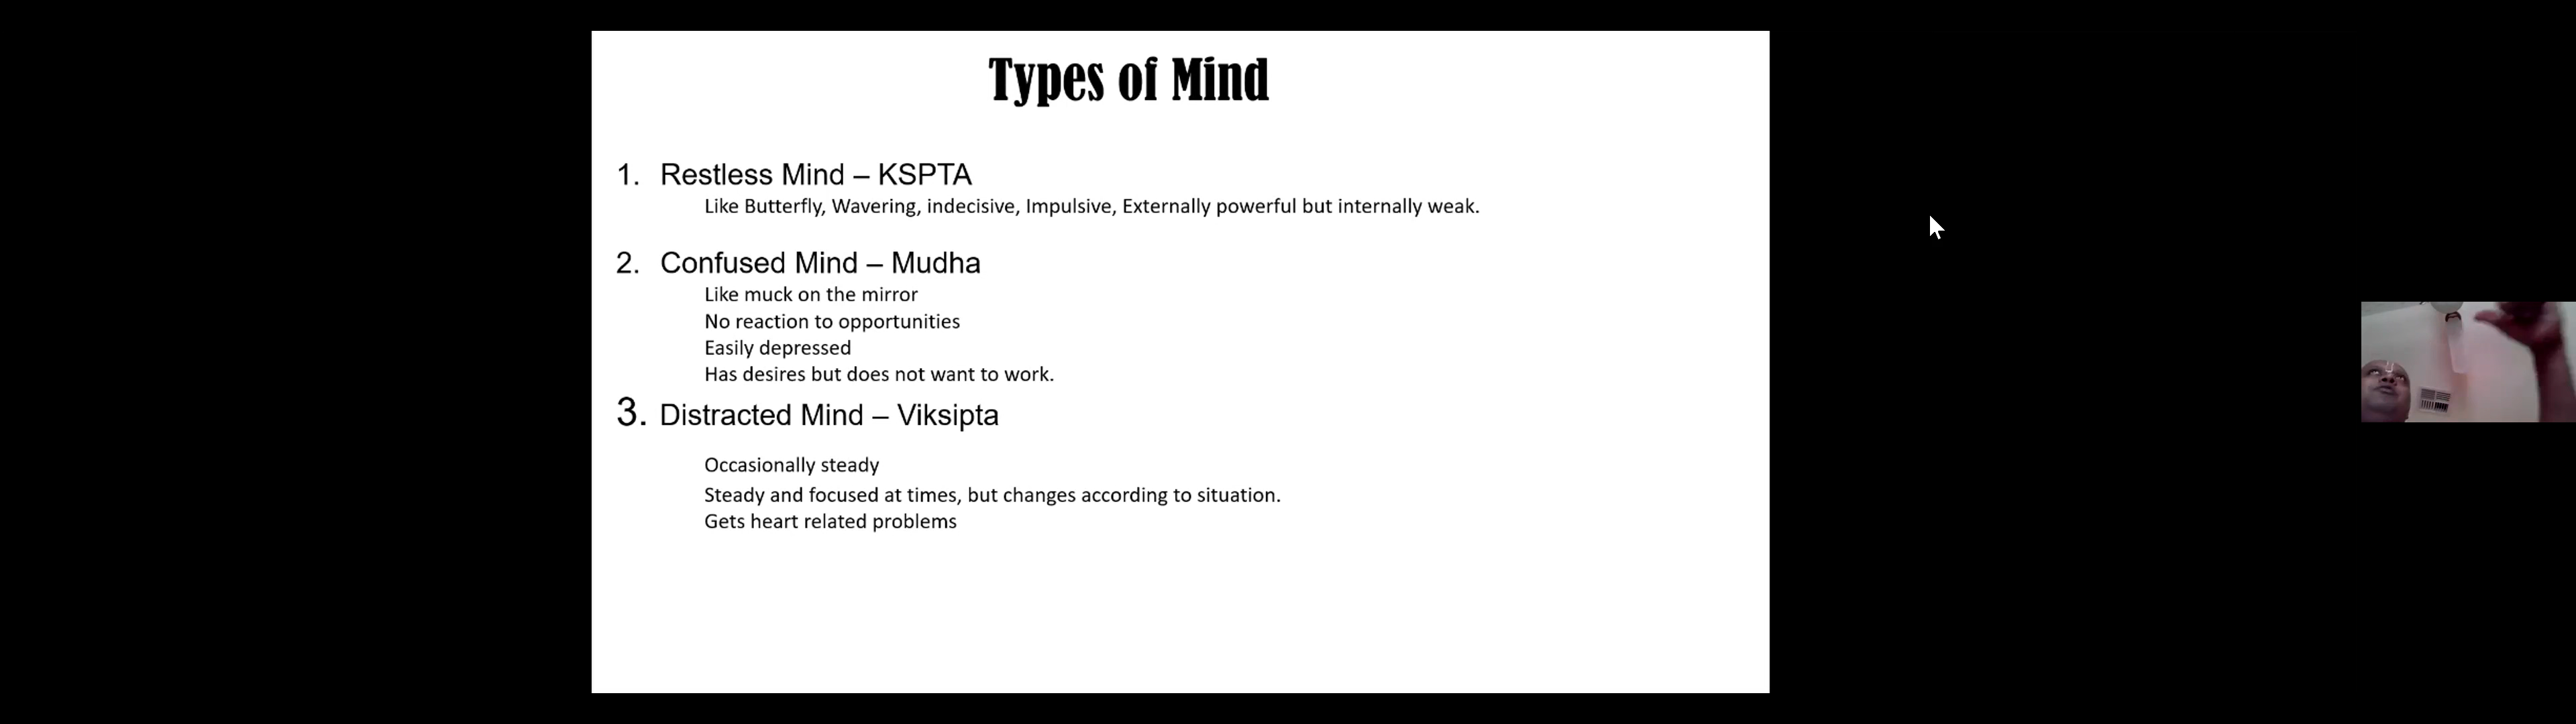 Types of Mind
1. Restless Mind – KSPTA
Like Butterfly, Wavering, indecisive, Impulsive, Externally powerful but internally weak.
2. Confused Mind – Mudha
Like muck on the mirror
No reaction to opportunities
Easily depressed
Has desires but does not want to work.
3. Distracted Mind – Viksipta
Occasionally steady
Steady and focused at times, but changes according to situation.
Gets heart related problems